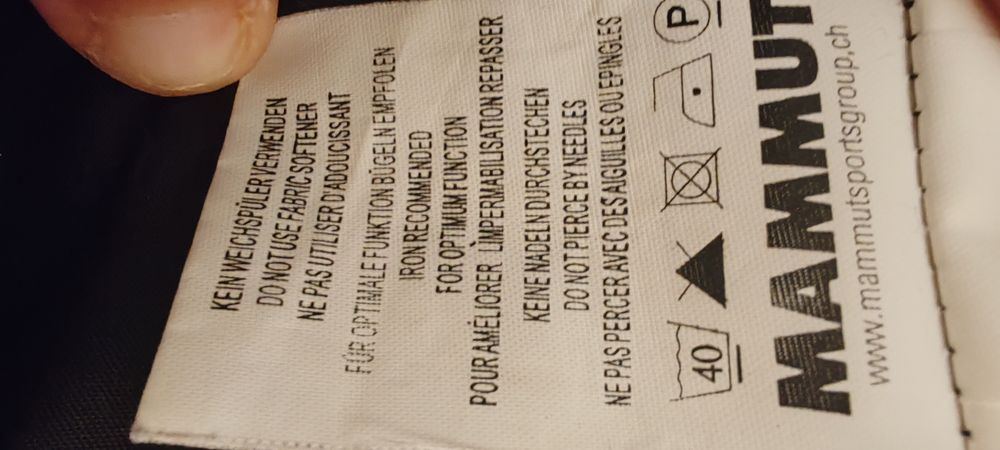 KEIN WEICHSPÜLER VERWENDEN
DO NOT USE FABRIC SOFTENER
NE PAS UTILISER D'ADOUCISSANT
FÜR OPTIMALE FUNKTION BÜGELN EMPFOLEN
IRON RECOMMENDED
FOR OPTIMUM FUNCTION
POUR AMÉLIORER L'IMPERMABILISATION REPASSER
KEINE NADELN DURCHSTECHEN
DO NOT PIERCE BY NEEDLES
NE PAS PERCER AVEC DES AIGUILLES OU EPINGLES
40 P
MAMMUT
www.mammutsportsgroup.ch